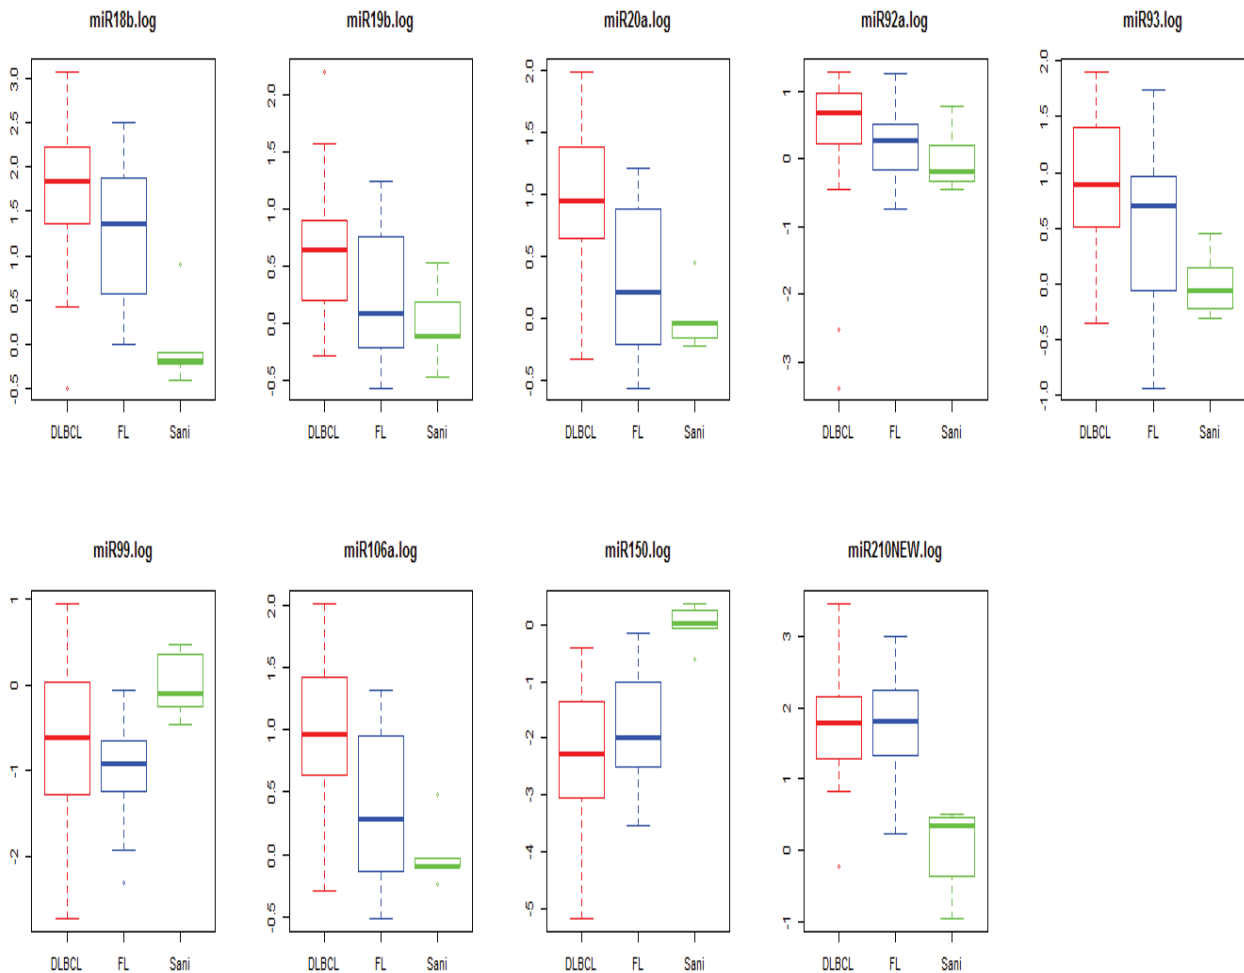 miR18b.log miR19b.log miR20a.log miR92a.log miR93.log
3.0 2.5 2.0 1.5 1.0 0.5 0.0 -0.5
DLBCL FL Sani
2.0 1.5 1.0 0.5 0.0 -0.5
DLBCL FL Sani
2.0 1.5 1.0 0.5 0.0 -0.5
DLBCL FL Sani
1 0 -1 -2 -3
DLBCL FL Sani
2.0 1.5 1.0 0.5 0.0 -0.5 -1.0
DLBCL FL Sani
miR99.log miR106a.log miR150.log miR210NEW.log
1 0 -1 -2
DLBCL FL Sani
2.0 1.5 1.0 0.5 0.0 -0.5
DLBCL FL Sani
0 -1 -2 -3 -4 -5
DLBCL FL Sani
3 2 1 0 -1
DLBCL FL Sani